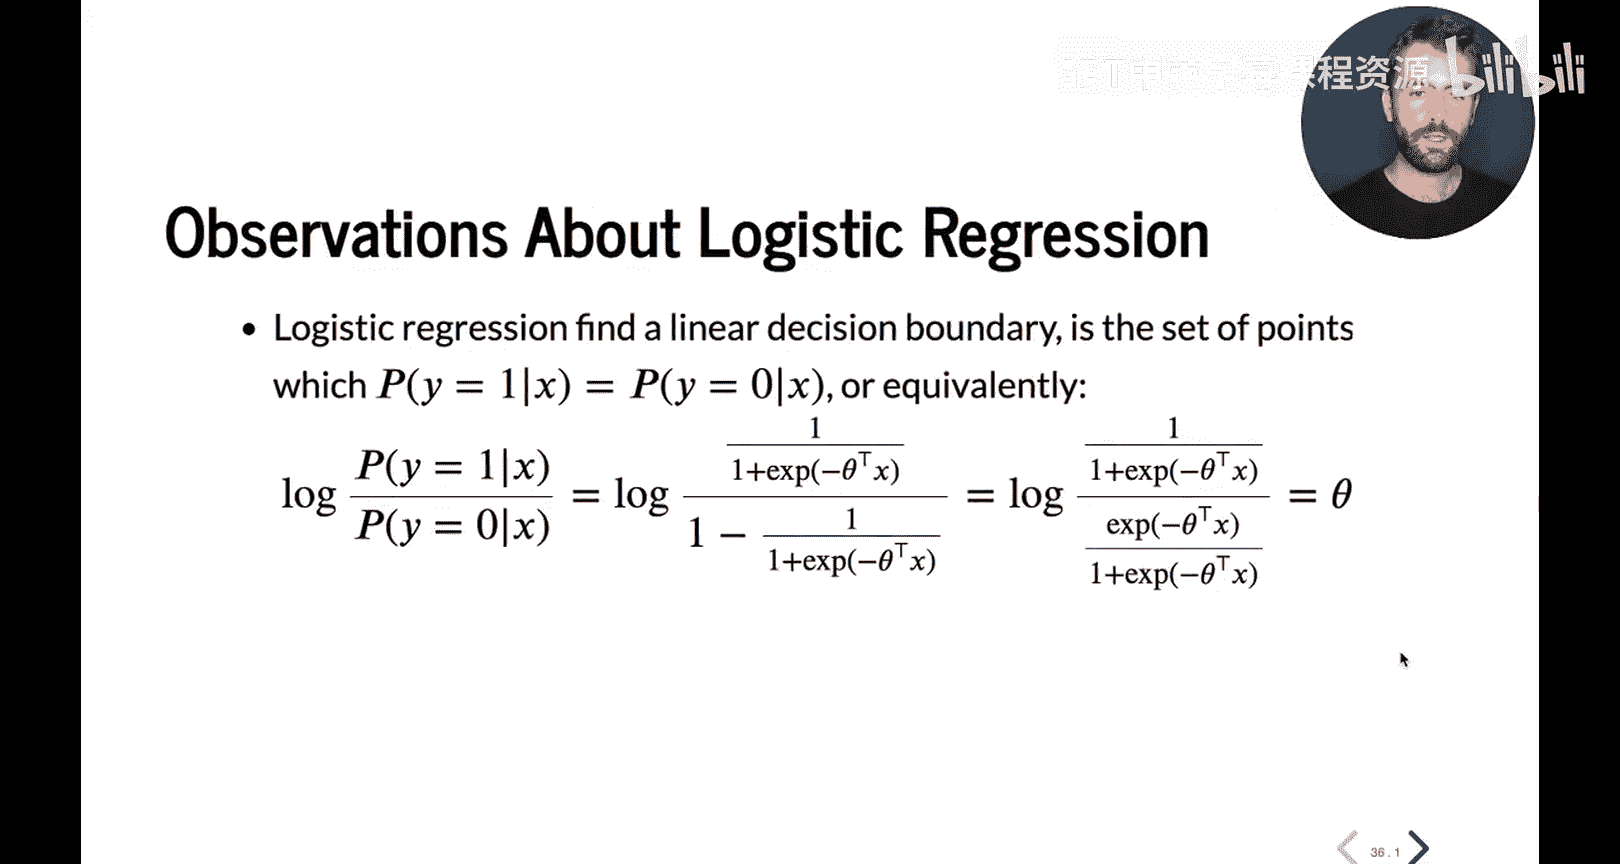 程资源 bilibili
Observations About Logistic Regression
• Logistic regression find a linear decision boundary, is the set of points
which P(y = 1|x) = P(y = 0|x), or equivalently:
log P(y = 1|x) / P(y = 0|x) = log (1 / (1+exp(−θ⊤x))) / (1 − 1 / (1+exp(−θ⊤x))) = log (1 / (1+exp(−θ⊤x))) / (exp(−θ⊤x) / (1+exp(−θ⊤x))) = θ
36 . 1